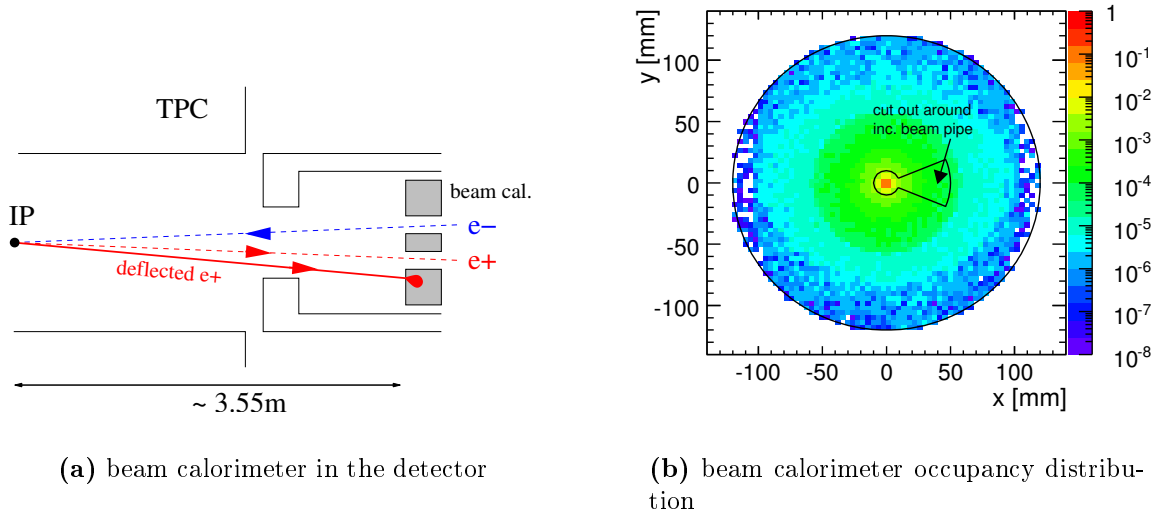 TPC
beam cal.
IP
e−
e+
deflected e+
~ 3.55m
(a) beam calorimeter in the detector
y [mm]
100
50
0
-50
-100
cut out around
inc. beam pipe
-100 -50 0 50 100
x [mm]
1
10-1
10-2
10-3
10-4
10-5
10-6
10-7
10-8
(b) beam calorimeter occupancy distribu-
tion